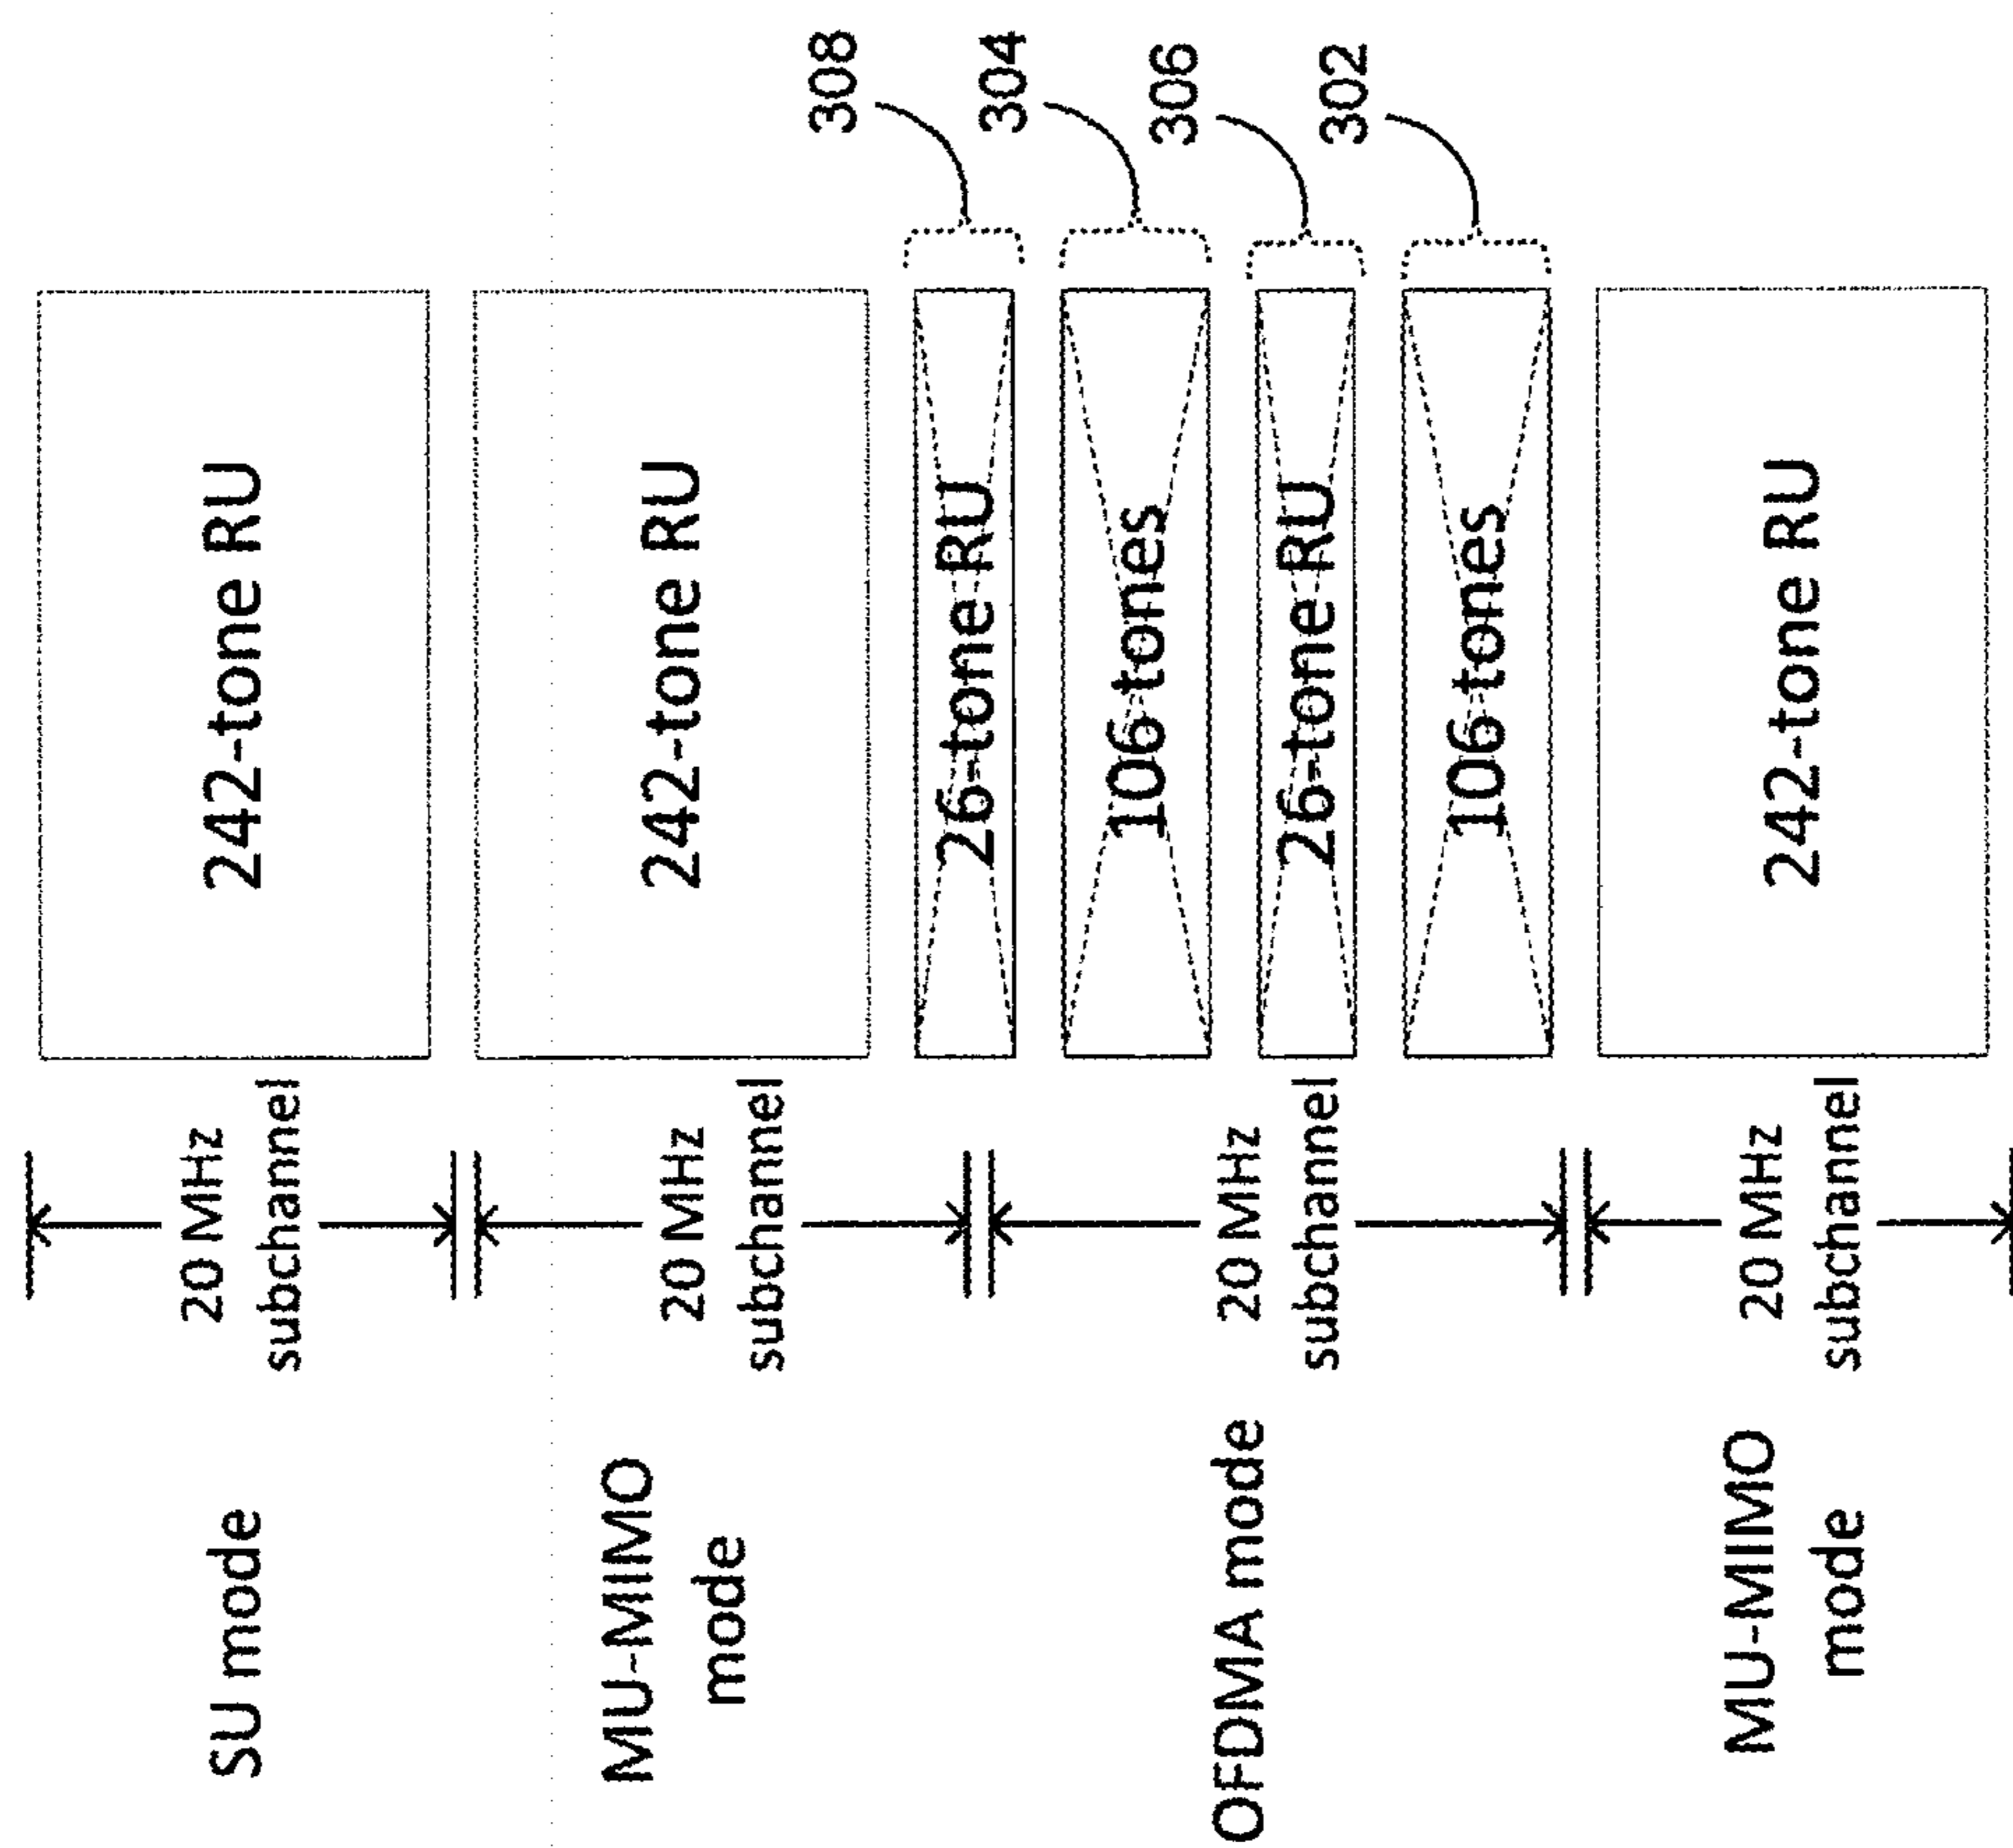 SU mode
20 MHz
subchannel
242-tone RU
MU-MIMO
mode
20 MHz
subchannel
242-tone RU
26-tone RU
308
106 tones
304
OFDMA mode
20 MHz
subchannel
26-tone RU
306
106 tones
302
MU-MIMO
mode
20 MHz
subchannel
242-tone RU